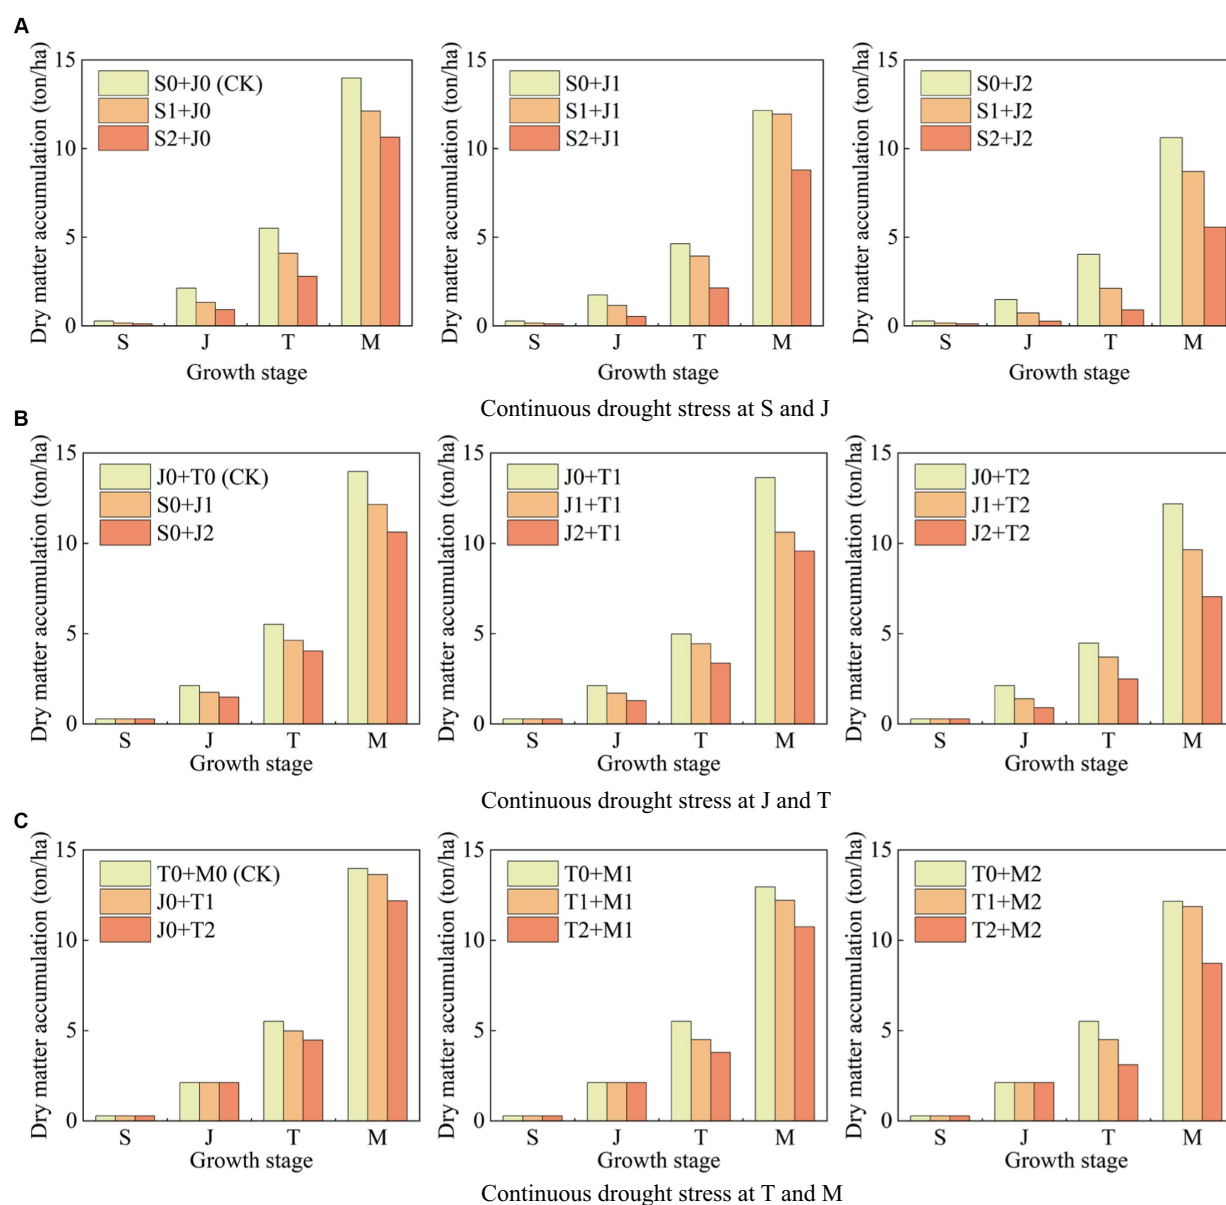 A
Dry matter accumulation (ton/ha)
15
10
5
0
S0+J0 (CK)
S1+J0
S2+J0
S J T M
Growth stage
Dry matter accumulation (ton/ha)
15
10
5
0
S0+J1
S1+J1
S2+J1
S J T M
Growth stage
Dry matter accumulation (ton/ha)
15
10
5
0
S0+J2
S1+J2
S2+J2
S J T M
Growth stage
Continuous drought stress at S and J
B
Dry matter accumulation (ton/ha)
15
10
5
0
J0+T0 (CK)
S0+J1
S0+J2
S J T M
Growth stage
Dry matter accumulation (ton/ha)
15
10
5
0
J0+T1
J1+T1
J2+T1
S J T M
Growth stage
Dry matter accumulation (ton/ha)
15
10
5
0
J0+T2
J1+T2
J2+T2
S J T M
Growth stage
Continuous drought stress at J and T
C
Dry matter accumulation (ton/ha)
15
10
5
0
T0+M0 (CK)
J0+T1
J0+T2
S J T M
Growth stage
Dry matter accumulation (ton/ha)
15
10
5
0
T0+M1
T1+M1
T2+M1
S J T M
Growth stage
Dry matter accumulation (ton/ha)
15
10
5
0
T0+M2
T1+M2
T2+M2
S J T M
Growth stage
Continuous drought stress at T and M